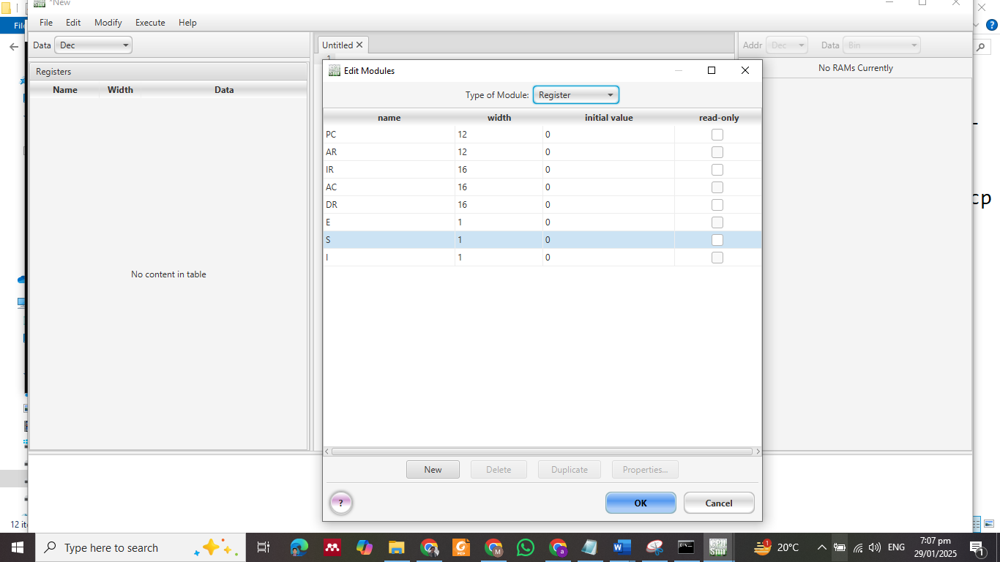 *New
File Edit Modify Execute Help
File
Data Dec
Untitled
Addr Dec Data Bin
1
Registers
No RAMs Currently
Name Width Data
No content in table
Edit Modules
Type of Module: Register
name width initial value read-only
PC 12 0
AR 12 0
IR 16 0
AC 16 0
DR 16 0
E 1 0
S 1 0
I 1 0
New Delete Duplicate Properties...
? OK Cancel
cp
12 ite
Type here to search
20°C
ENG
7:07 pm
29/01/2025
1